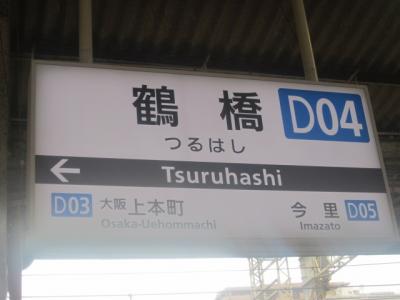 鶴橋 D04
つるはし
← Tsuruhashi
D03 大阪上本町 今里 D05
Osaka-Uehommachi Imazato